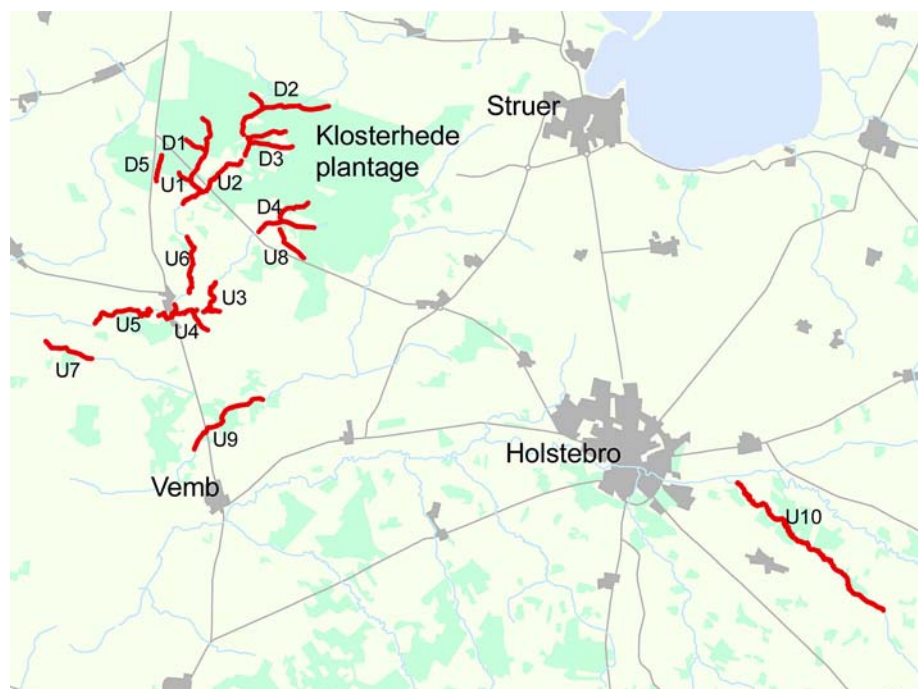 D2
Struer
D1
Klosterhede
plantage
D3
D5
U1
U2
D4
U6
U8
U3
U5
U4
U7
U9
Holstebro
Vemb
U10